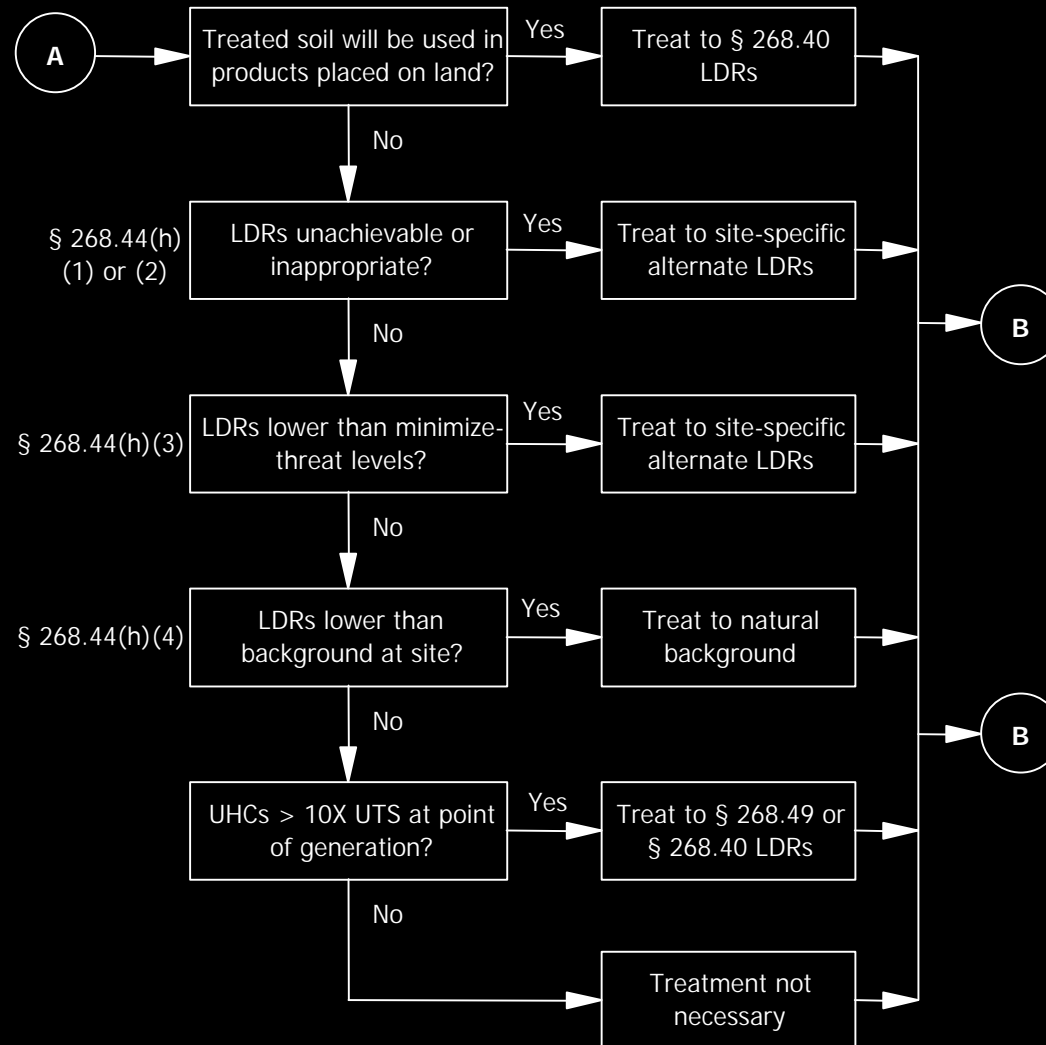 A
Treated soil will be used in
products placed on land?
Yes
Treat to § 268.40
LDRs
No
§ 268.44(h)
(1) or (2)
LDRs unachievable or
inappropriate?
Yes
Treat to site-specific
alternate LDRs
B
No
§ 268.44(h)(3)
LDRs lower than minimize-
threat levels?
Yes
Treat to site-specific
alternate LDRs
No
§ 268.44(h)(4)
LDRs lower than
background at site?
Yes
Treat to natural
background
No
B
UHCs > 10X UTS at point
of generation?
Yes
Treat to § 268.49 or
§ 268.40 LDRs
No
Treatment not
necessary